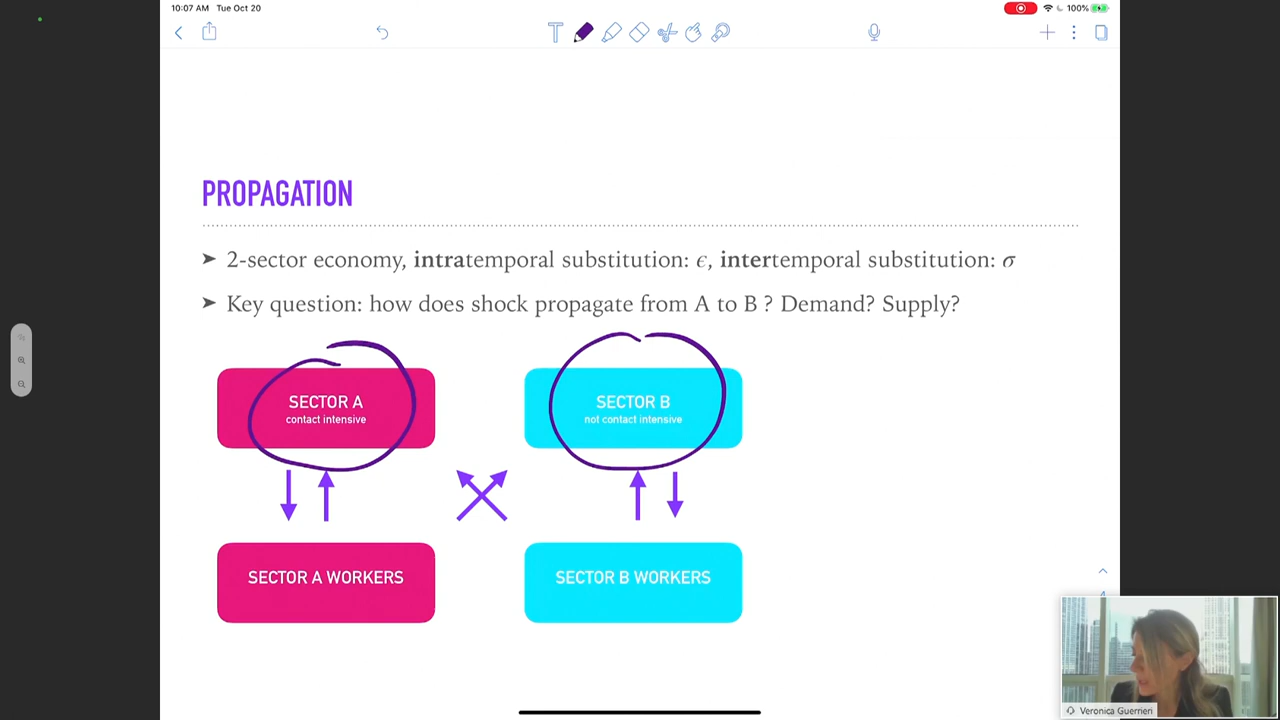 10:07 AM Tue Oct 20
100%
PROPAGATION
➤ 2-sector economy, intratemporal substitution: ϵ, intertemporal substitution: σ
➤ Key question: how does shock propagate from A to B ? Demand? Supply?
SECTOR A
contact intensive
SECTOR B
not contact intensive
SECTOR A WORKERS
SECTOR B WORKERS
Veronica Guerrieri